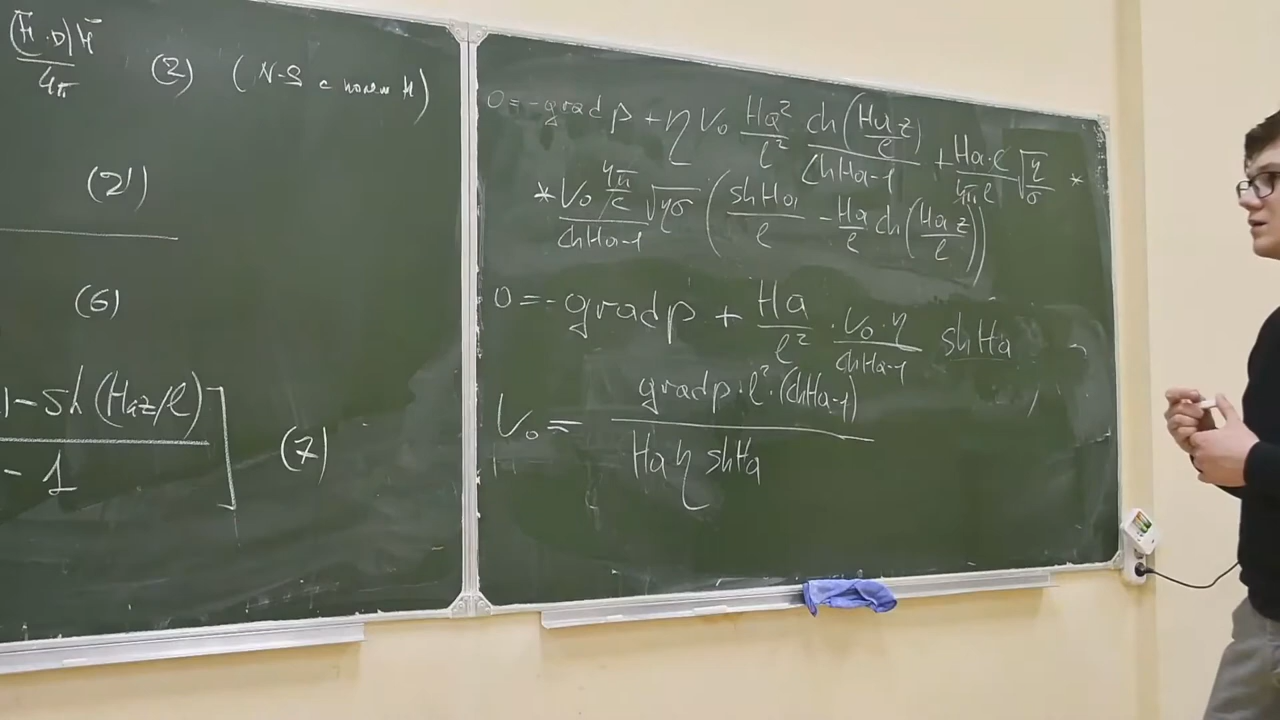 (H̄·∇)H̄ / 4π (2) (N-S с полем H)
(2')
(6)
1 - sh(Ha z/l) ] / - 1 (7)
0 = -grad p + η V₀ Ha²/l² ch(Ha z/l)/(chHa-1) + Ha·c/(4π l) √(η/σ) *
* V₀ 4π/c √(ησ) / (chHa-1) (shHa/l - Ha/l ch(Ha z/l))
0 = -grad p + Ha/l² · V₀·η/(chHa-1) shHa
V₀ = grad p·l²·(chHa-1) / Ha η shHa